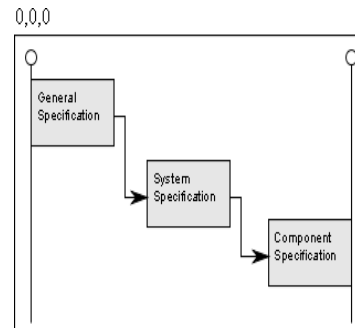 0,0,0
General
Specification
System
Specification
Component
Specification